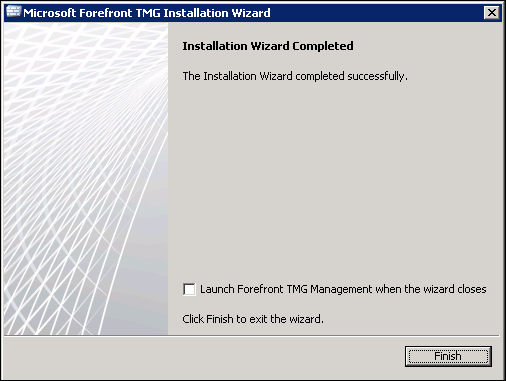 Microsoft Forefront TMG Installation Wizard
Installation Wizard Completed
The Installation Wizard completed successfully.
Launch Forefront TMG Management when the wizard closes
Click Finish to exit the wizard.
Finish